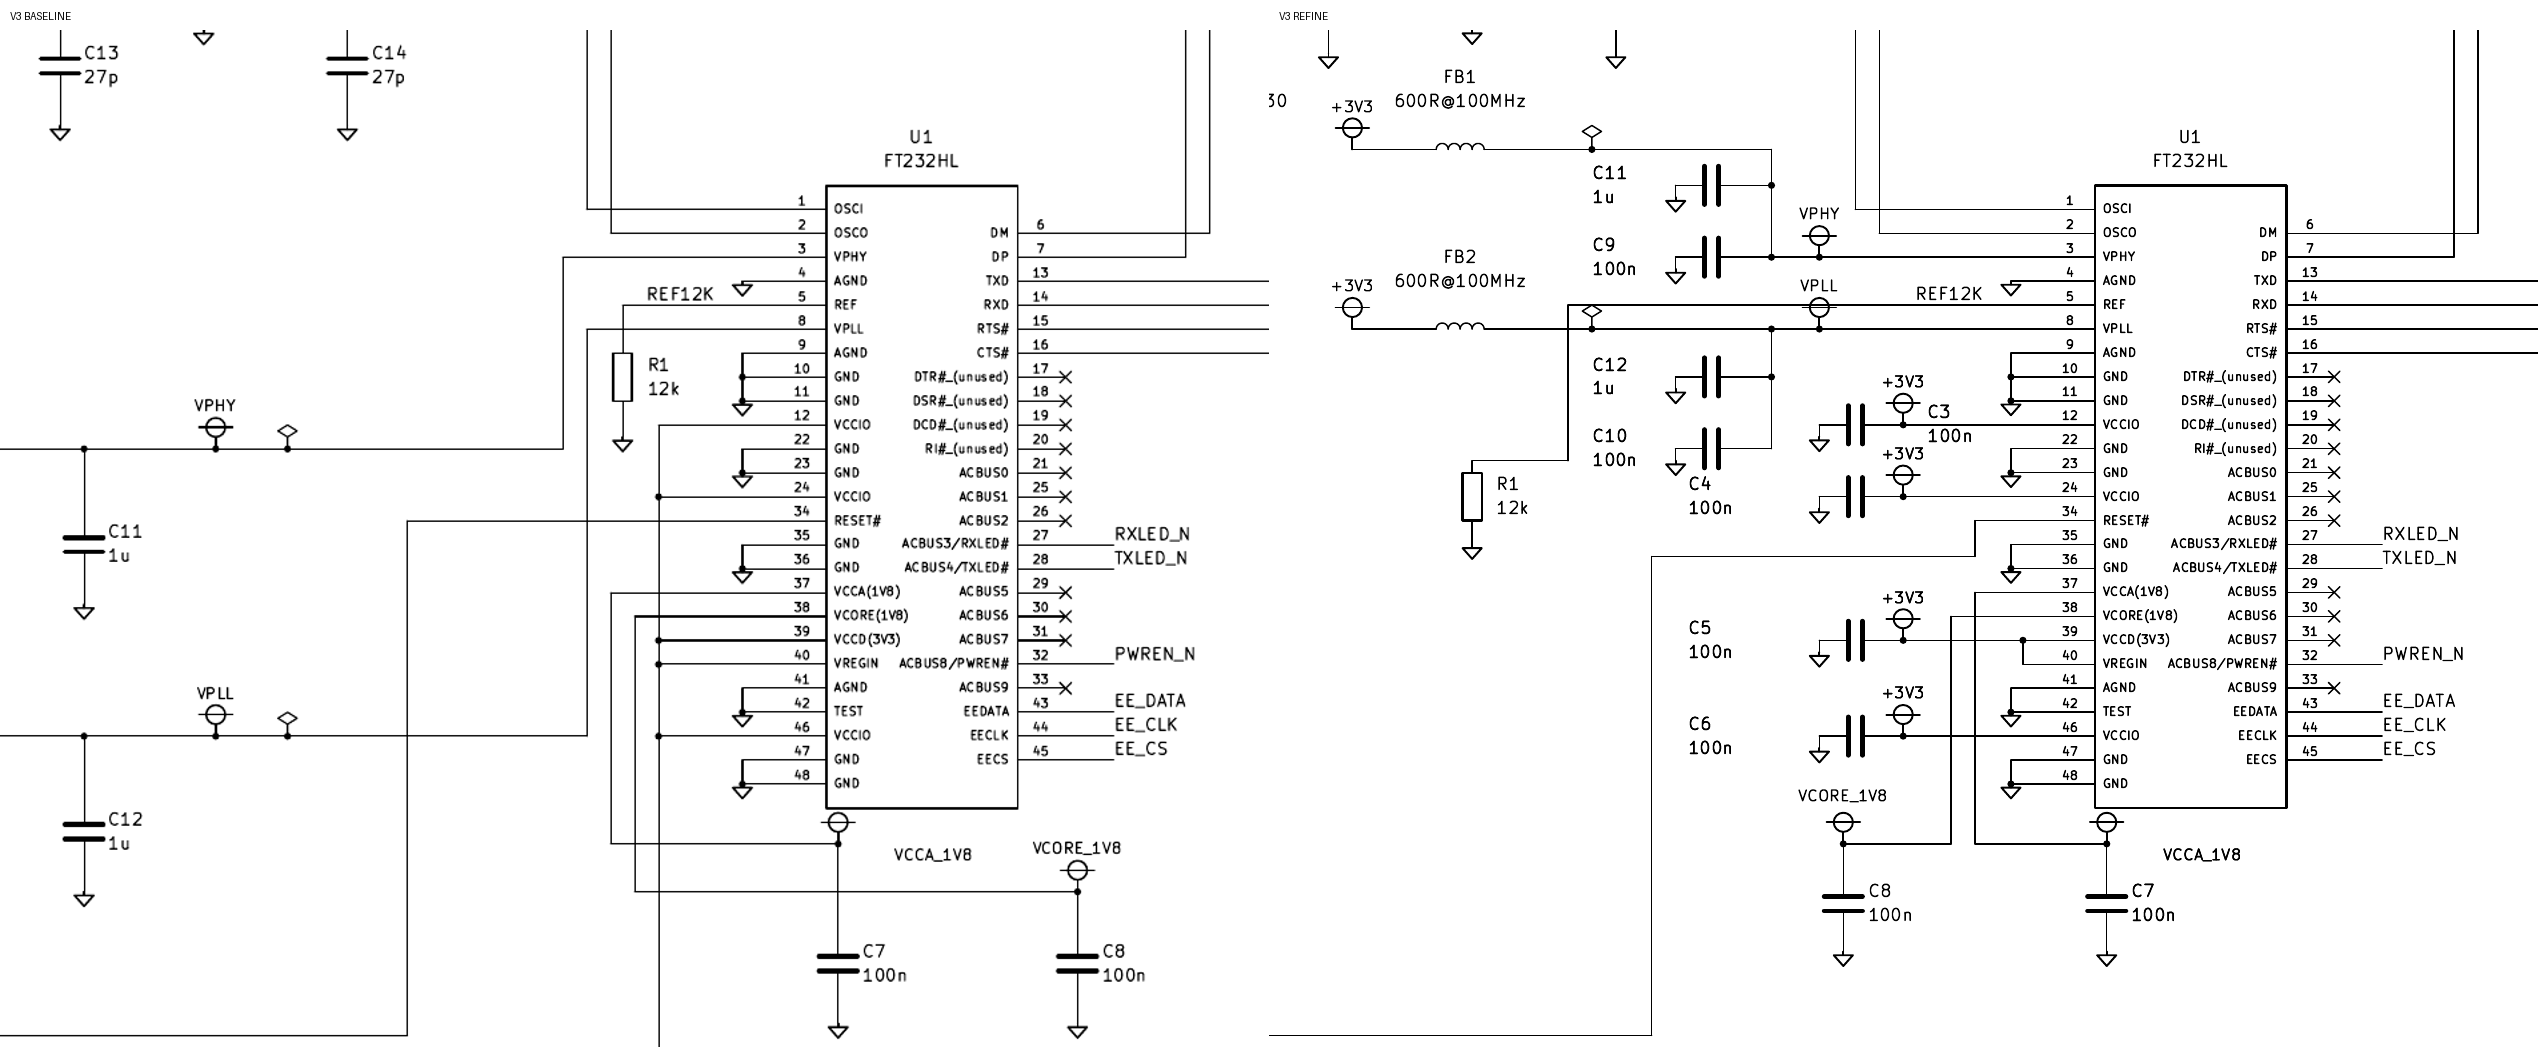 V3 BASELINE
C13
27p
C14
27p
U1
FT232HL
1 OSCI
2 OSCO
3 VPHY
4 AGND
5 REF
8 VPLL
9 AGND
10 GND
11 GND
12 VCCIO
22 GND
23 GND
24 VCCIO
34 RESET#
35 GND
36 GND
37 VCCA(1V8)
38 VCORE(1V8)
39 VCCD(3V3)
40 VREGIN
41 AGND
42 TEST
46 VCCIO
47 GND
48 GND
DM 6
DP 7
TXD 13
RXD 14
RTS# 15
CTS# 16
DTR#_(unused) 17
DSR#_(unused) 18
DCD#_(unused) 19
RI#_(unused) 20
ACBUS0 21
ACBUS1 25
ACBUS2 26
ACBUS3/RXLED# 27
ACBUS4/TXLED# 28
ACBUS5 29
ACBUS6 30
ACBUS7 31
ACBUS8/PWREN# 32
ACBUS9 33
EEDATA 43
EECLK 44
EECS 45
RXLED_N
TXLED_N
PWREN_N
EE_DATA
EE_CLK
EE_CS
REF12K
R1
12k
VPHY
C11
1u
VPLL
C12
1u
VCCA_1V8
VCORE_1V8
C7
100n
C8
100n
V3 REFINE
30
FB1
600R@100MHz
+3V3
C11
1u
VPHY
C9
100n
FB2
600R@100MHz
+3V3
VPLL
REF12K
C12
1u
C10
100n
R1
12k
+3V3
C3
100n
+3V3
C4
100n
+3V3
C5
100n
+3V3
C6
100n
U1
FT232HL
1 OSCI
2 OSCO
3 VPHY
4 AGND
5 REF
8 VPLL
9 AGND
10 GND
11 GND
12 VCCIO
22 GND
23 GND
24 VCCIO
34 RESET#
35 GND
36 GND
37 VCCA(1V8)
38 VCORE(1V8)
39 VCCD(3V3)
40 VREGIN
41 AGND
42 TEST
46 VCCIO
47 GND
48 GND
DM 6
DP 7
TXD 13
RXD 14
RTS# 15
CTS# 16
DTR#_(unused) 17
DSR#_(unused) 18
DCD#_(unused) 19
RI#_(unused) 20
ACBUS0 21
ACBUS1 25
ACBUS2 26
ACBUS3/RXLED# 27
ACBUS4/TXLED# 28
ACBUS5 29
ACBUS6 30
ACBUS7 31
ACBUS8/PWREN# 32
ACBUS9 33
EEDATA 43
EECLK 44
EECS 45
RXLED_N
TXLED_N
PWREN_N
EE_DATA
EE_CLK
EE_CS
VCORE_1V8
VCCA_1V8
C8
100n
C7
100n